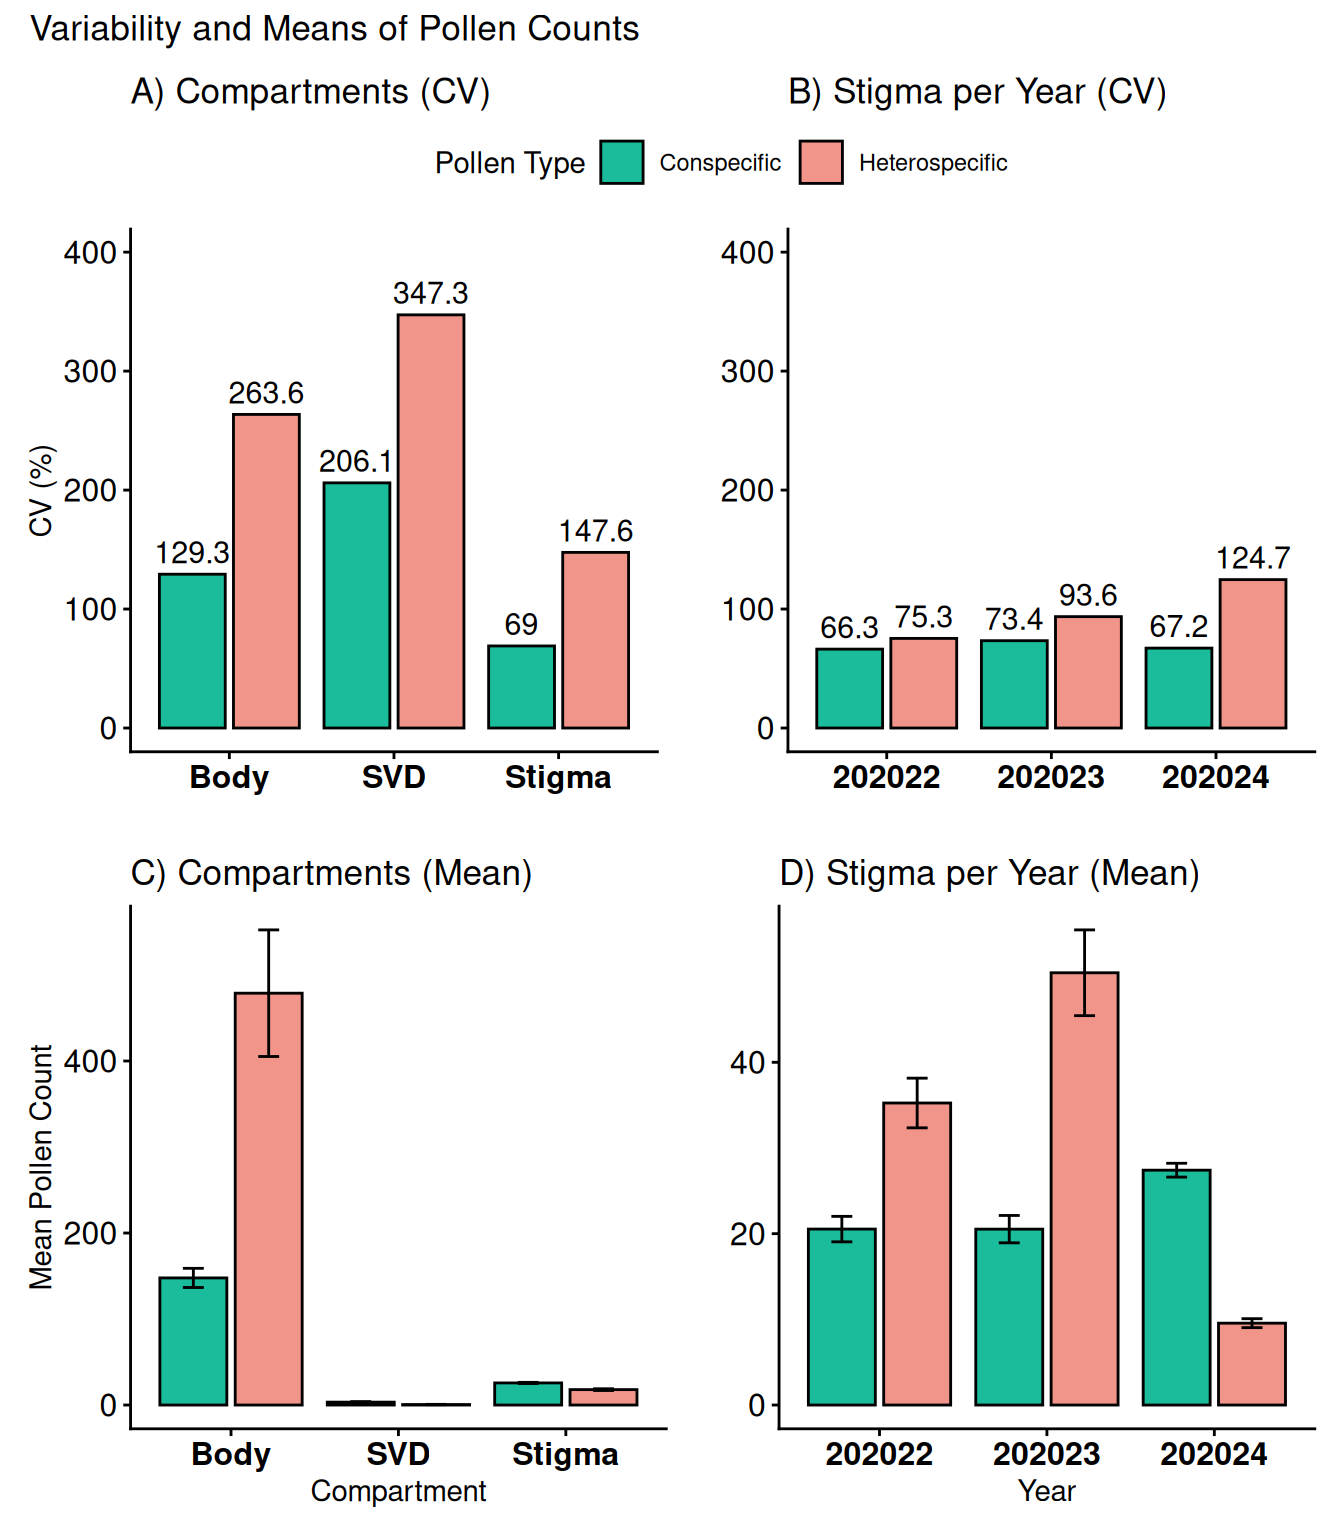 Variability and Means of Pollen Counts
A) Compartments (CV)
B) Stigma per Year (CV)
Pollen Type Conspecific Heterospecific
CV (%)
400
300
200
100
0
129.3
263.6
206.1
347.3
69
147.6
Body SVD Stigma
400
300
200
100
0
66.3
75.3
73.4
93.6
67.2
124.7
202022 202023 202024
C) Compartments (Mean)
Mean Pollen Count
400
200
0
Body SVD Stigma
Compartment
D) Stigma per Year (Mean)
40
20
0
202022 202023 202024
Year